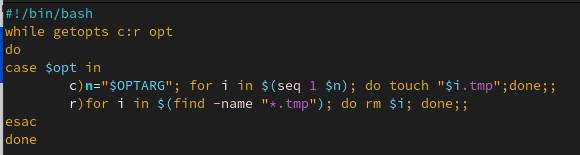 #!/bin/bash
while getopts c:r opt
do
case $opt in
        c)n="$OPTARG"; for i in $(seq 1 $n); do touch "$i.tmp";done;;
        r)for i in $(find -name "*.tmp"); do rm $i; done;;
esac
done